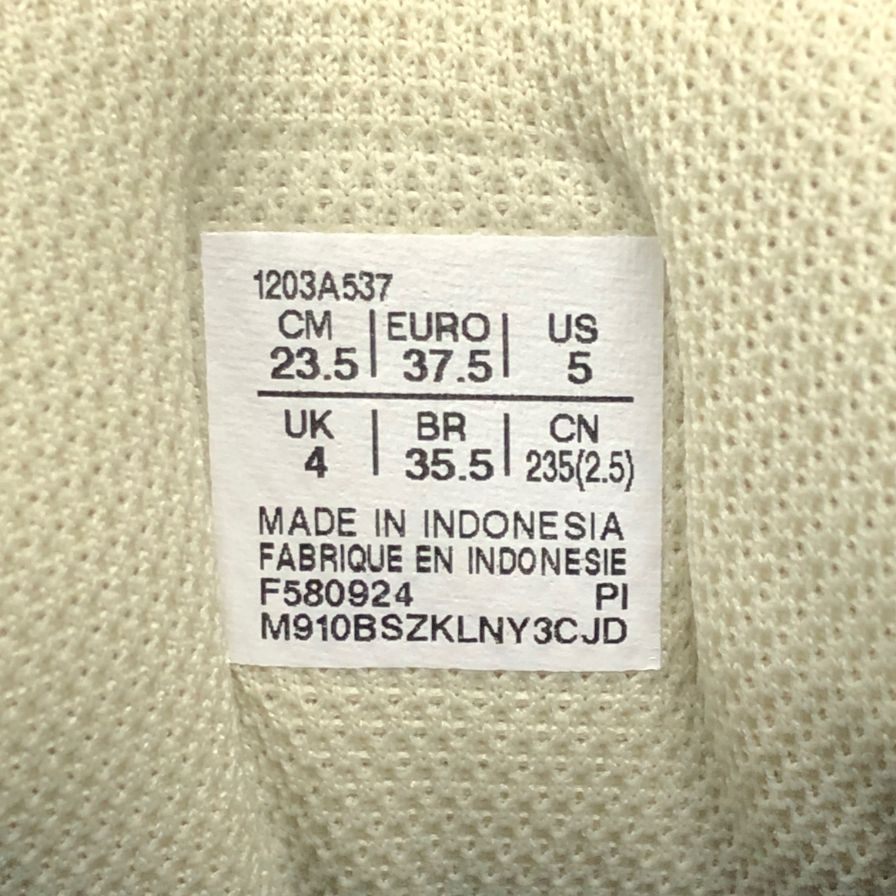 1203A537
CM | EURO | US
23.5 | 37.5 | 5
UK | BR | CN
4 | 35.5 | 235(2.5)
MADE IN INDONESIA
FABRIQUE EN INDONESIE
F580924 PI
M910BSZKLNY3CJD